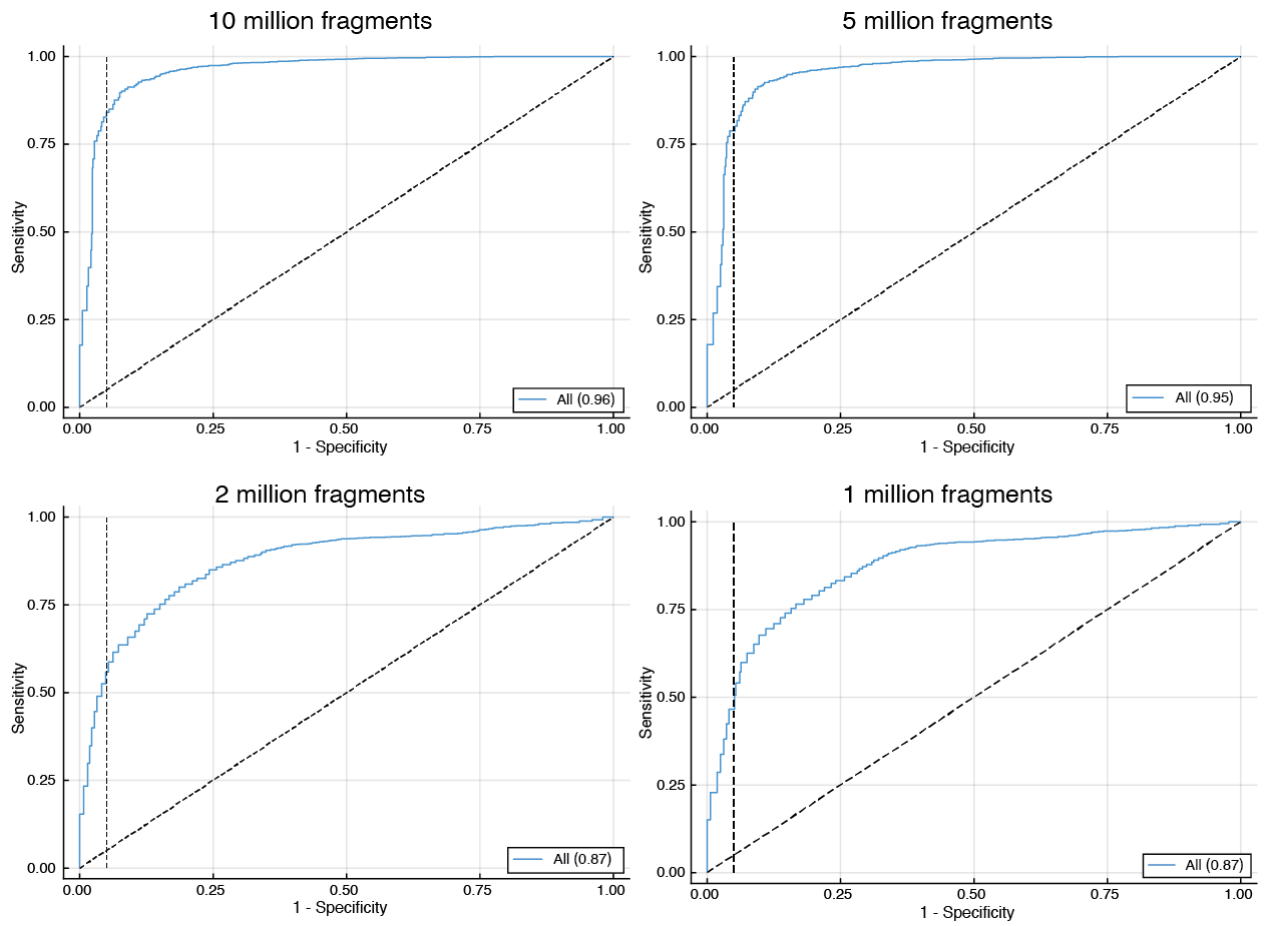 10 million fragments
1.00
0.75
0.50
0.25
0.00
Sensitivity
All (0.96)
0.00 0.25 0.50 0.75 1.00
1 - Specificity
5 million fragments
1.00
0.75
0.50
0.25
0.00
Sensitivity
All (0.95)
0.00 0.25 0.50 0.75 1.00
1 - Specificity
2 million fragments
1.00
0.75
0.50
0.25
0.00
Sensitivity
All (0.87)
0.00 0.25 0.50 0.75 1.00
1 - Specificity
1 million fragments
1.00
0.75
0.50
0.25
0.00
Sensitivity
All (0.87)
0.00 0.25 0.50 0.75 1.00
1 - Specificity